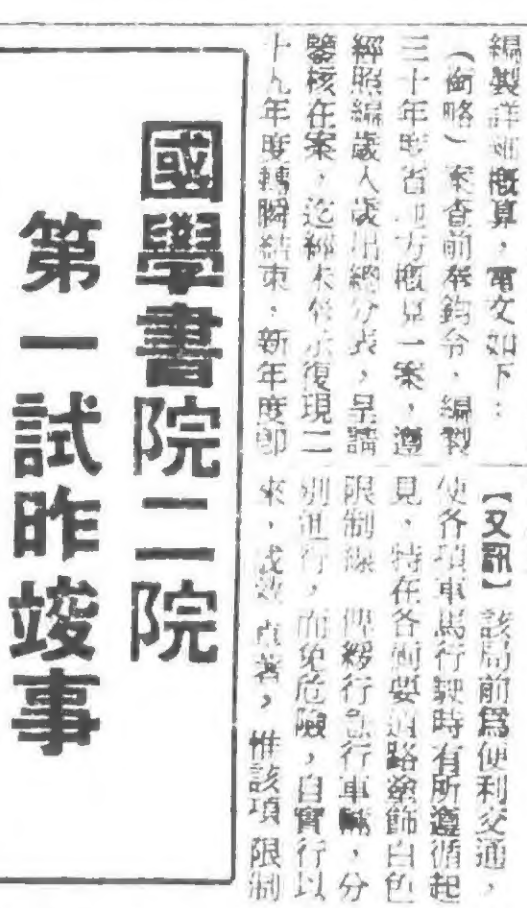 編製詳細概算，電文如下：
（銜略）案查前奉鈞令，編製
三十年度省地方概算一案，遵
經照編歲入歲出網分表，呈請
鑒核在案，迄經未奉示復現二
十九年度轉瞬結束，新年度即
【又訊】該局前爲便利交通，
使各項車馬行駛時有所遵循起
見，特在各衝要道路塗飾白色
限制線 俾緩行急行車輛，分
別進行，而免危險，自實行以
來，成效 著，惟該項限制
國學書院二院
第一試昨竣事